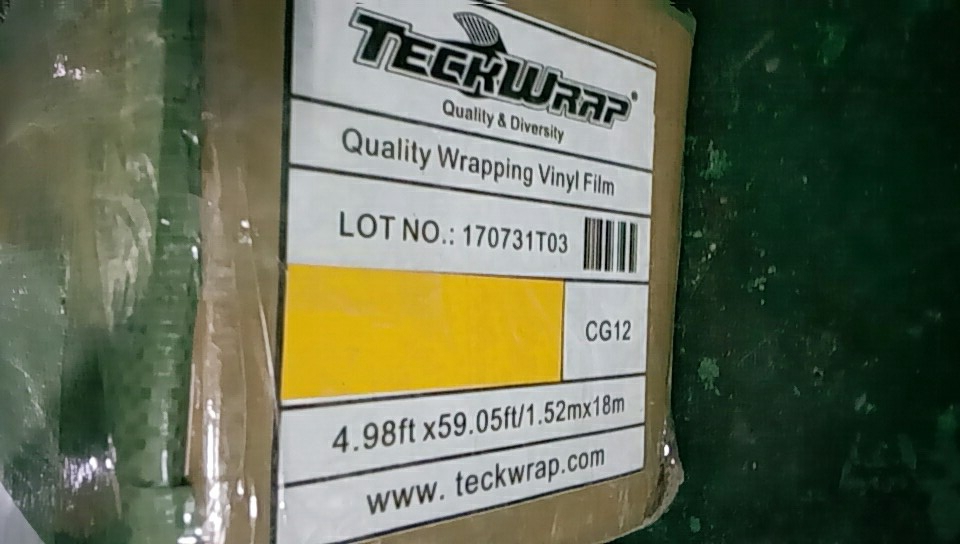 TECKWRAP®
Quality & Diversity
Quality Wrapping Vinyl Film
LOT NO.: 170731T03
CG12
4.98ft x59.05ft/1.52mx18m
www. teckwrap.com